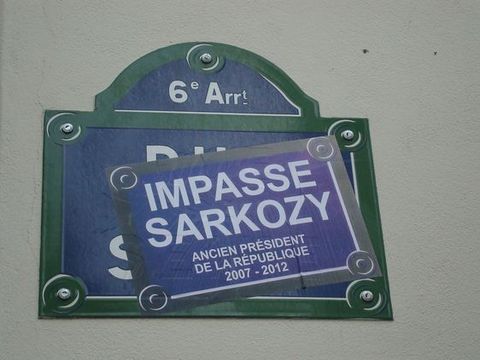 6e Arrt
IMPASSE
SARKOZY
ANCIEN PRÉSIDENT
DE LA RÉPUBLIQUE
2007 - 2012